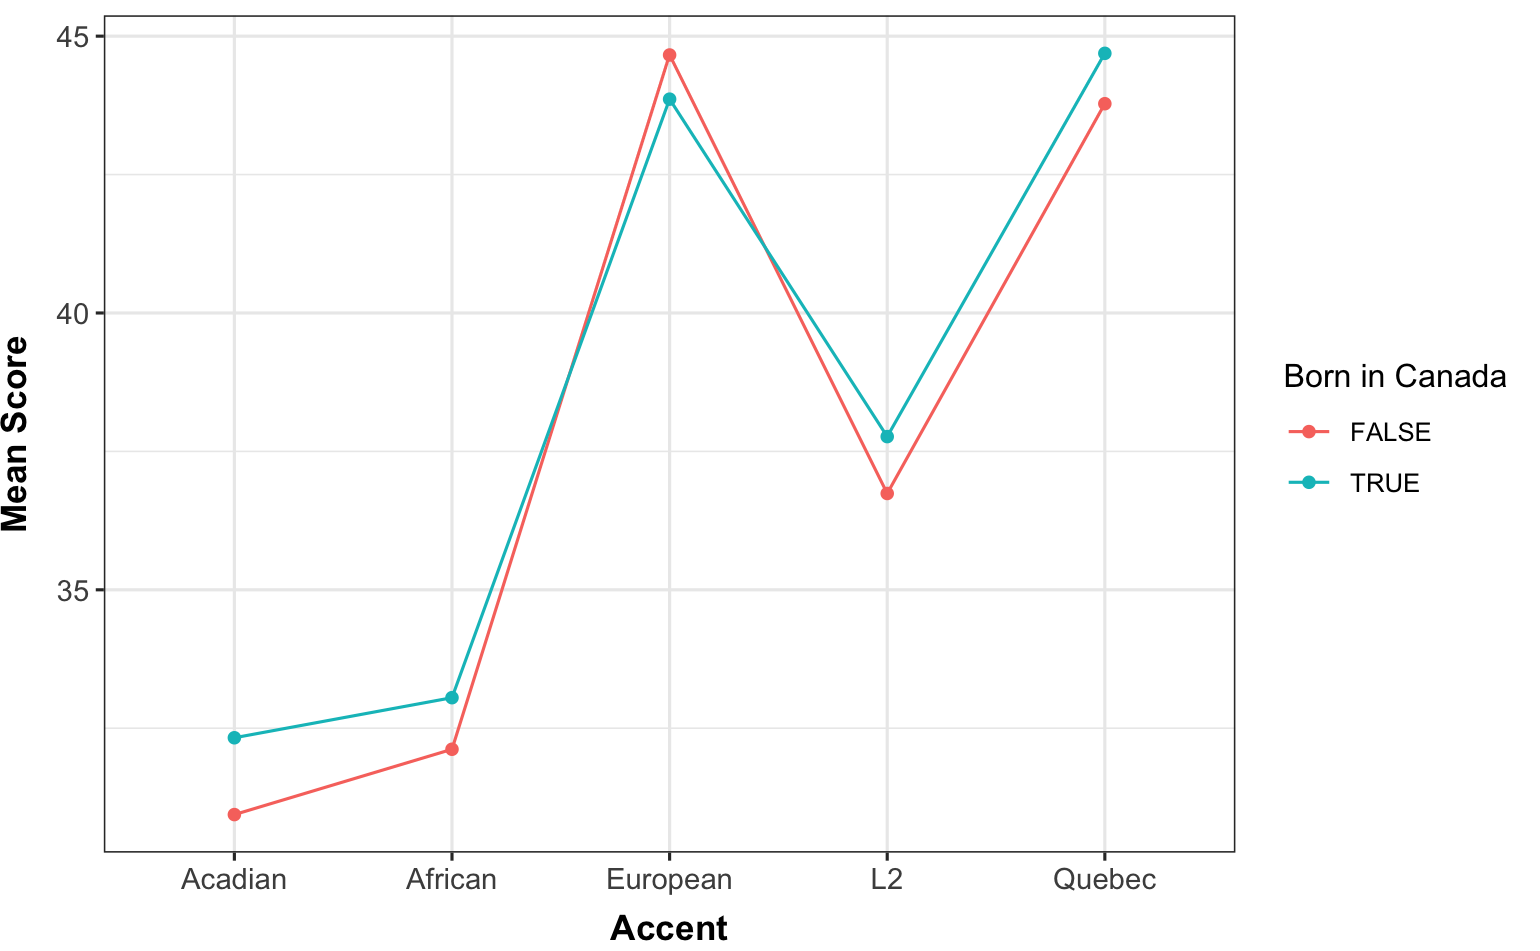 45
40
35
Mean Score
Acadian African European L2 Quebec
Accent
Born in Canada
FALSE
TRUE